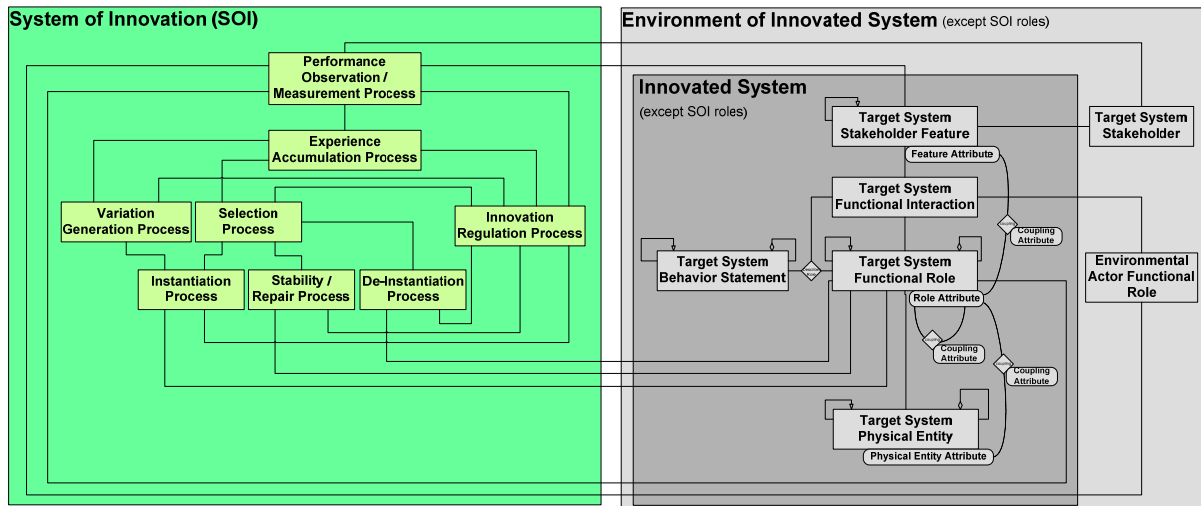 System of Innovation (SOI)
Performance
Observation /
Measurement Process
Experience
Accumulation Process
Variation
Generation Process
Selection
Process
Innovation
Regulation Process
Instantiation
Process
Stability /
Repair Process
De-Instantiation
Process
Environment of Innovated System (except SOI roles)
Innovated System
(except SOI roles)
Target System
Stakeholder Feature
Feature Attribute
Target System
Stakeholder
Target System
Functional Interaction
Coupling
Attribute
Target System
Behavior Statement
Target System
Functional Role
Role Attribute
Environmental
Actor Functional
Role
Coupling
Attribute
Coupling
Attribute
Target System
Physical Entity
Physical Entity Attribute